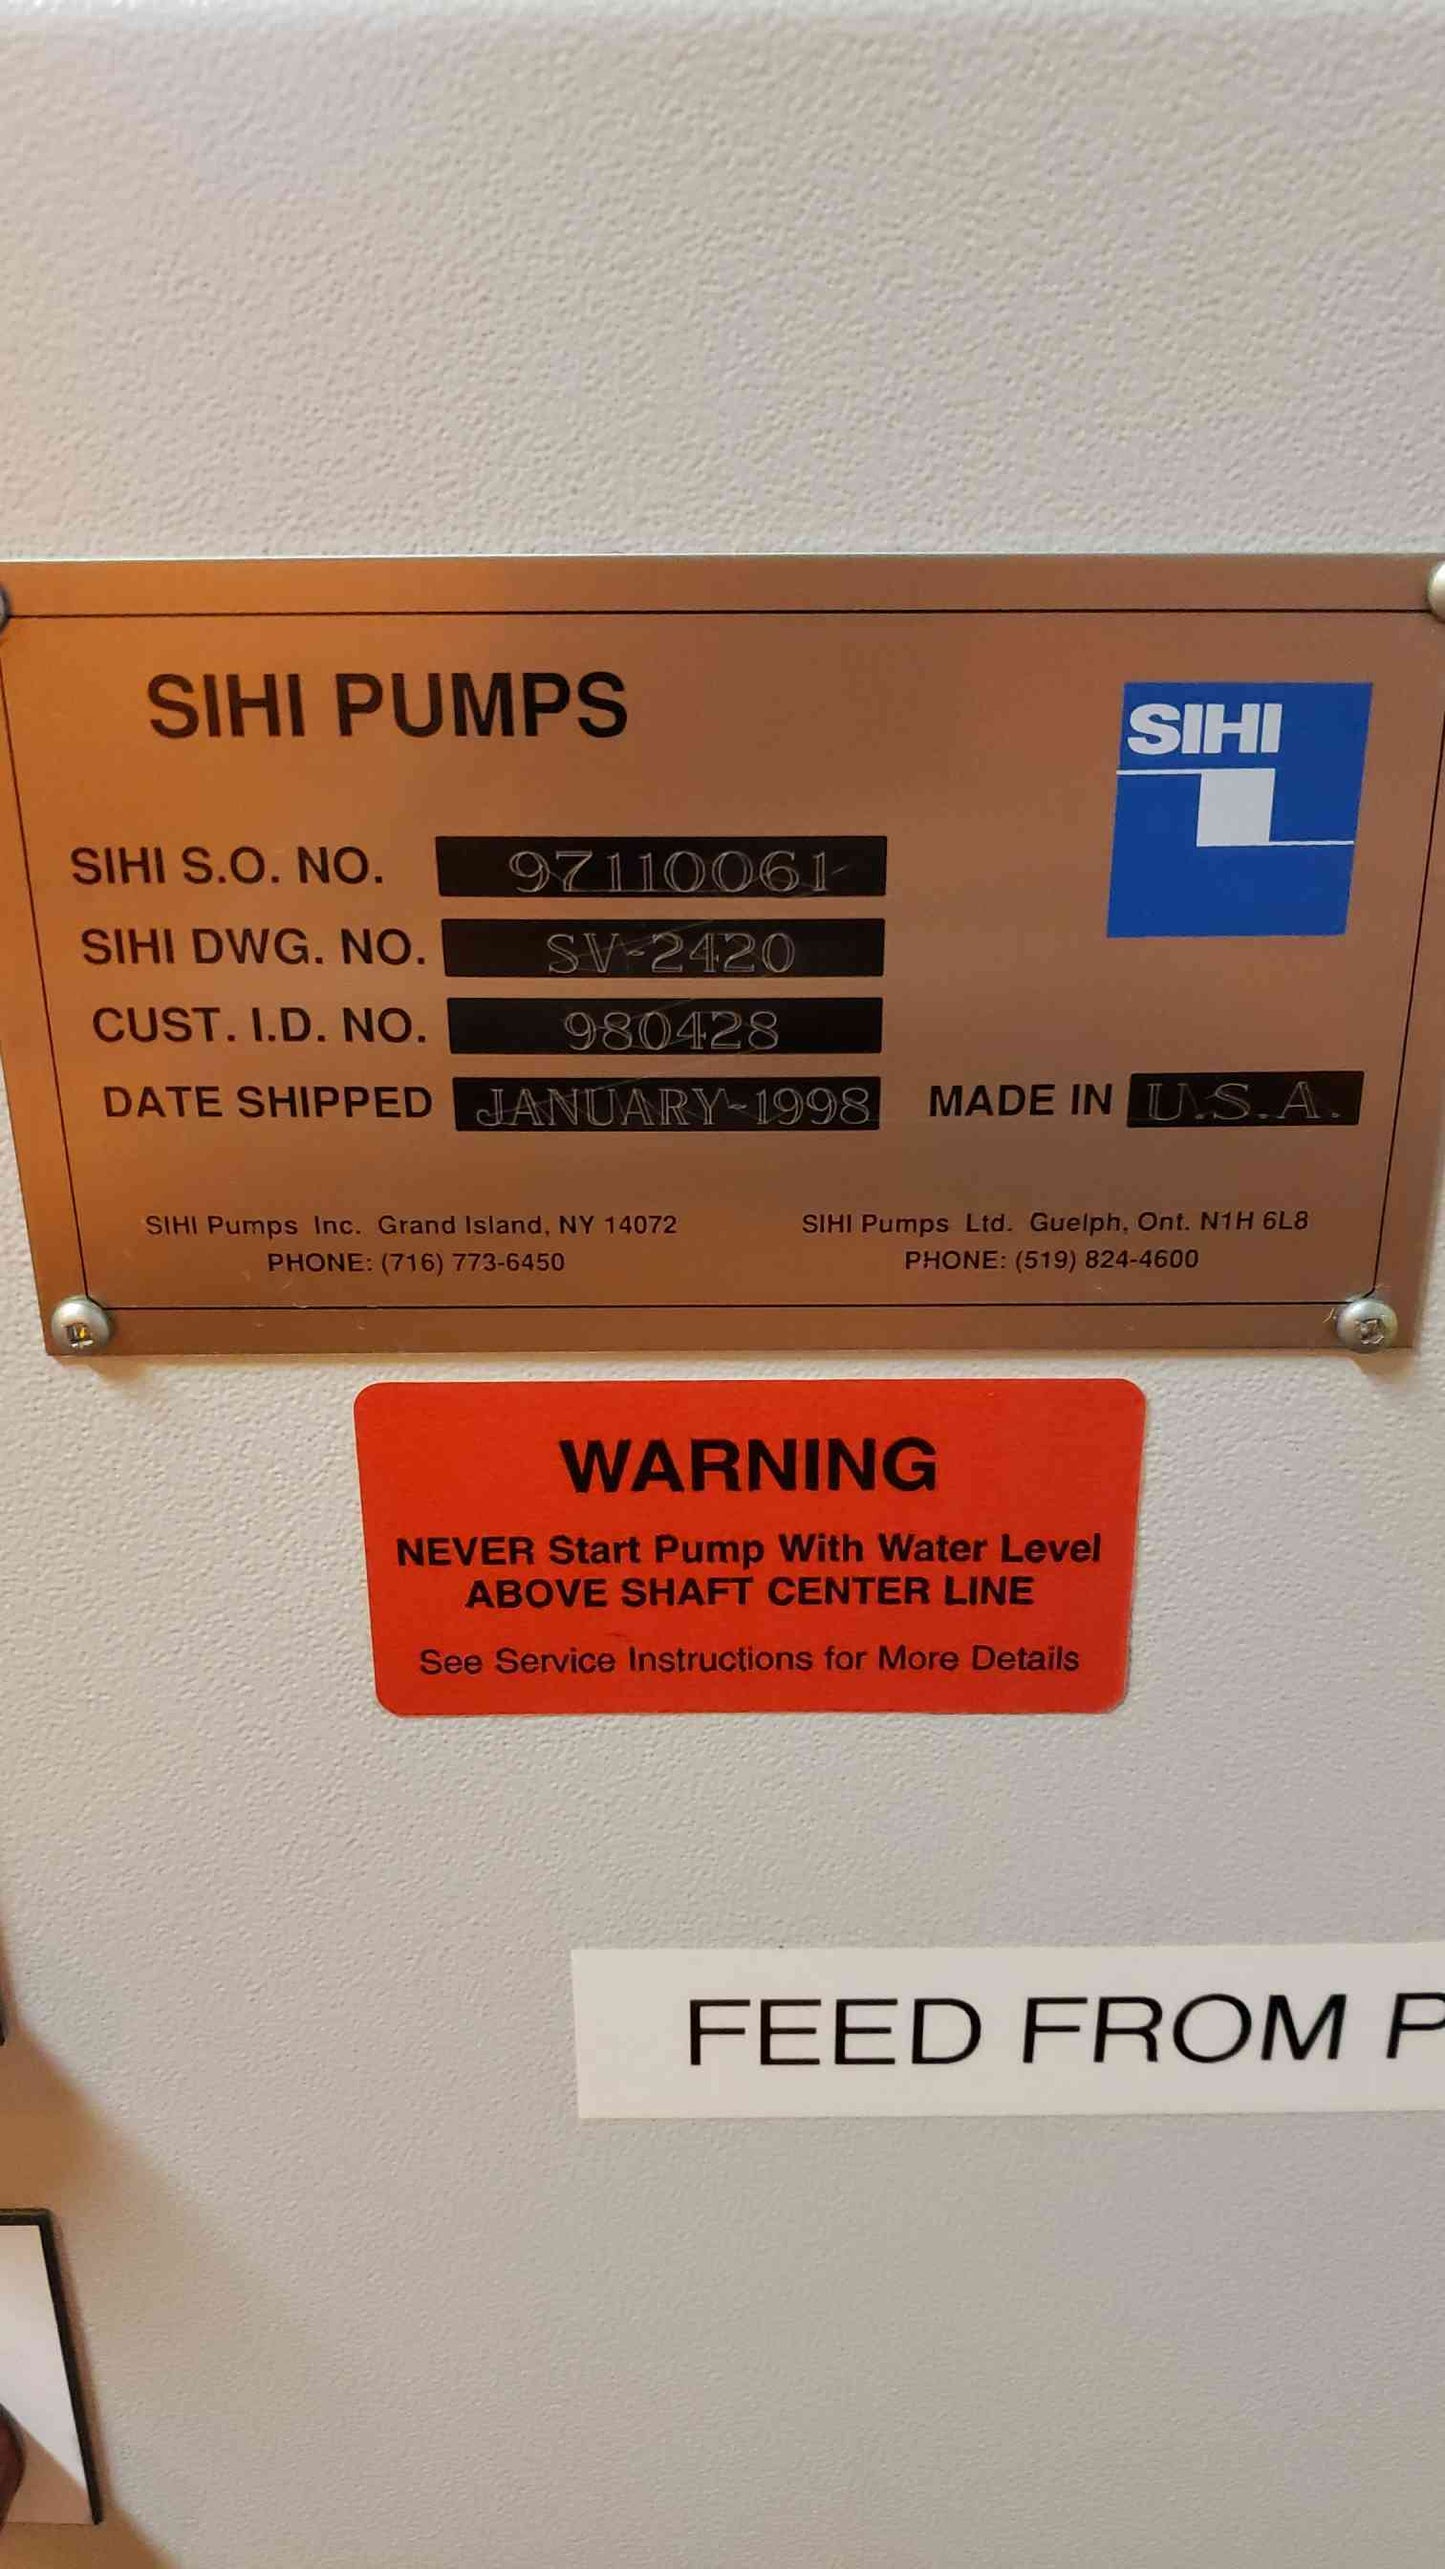 SIHI PUMPS
SIHI
SIHI S.O. NO. 97110061
SIHI DWG. NO. SV-2420
CUST. I.D. NO. 980428
DATE SHIPPED JANUARY-1998 MADE IN U.S.A.
SIHI Pumps Inc. Grand Island, NY 14072
PHONE: (716) 773-6450
SIHI Pumps Ltd. Guelph, Ont. N1H 6L8
PHONE: (519) 824-4600
WARNING
NEVER Start Pump With Water Level
ABOVE SHAFT CENTER LINE
See Service Instructions for More Details
FEED FROM P